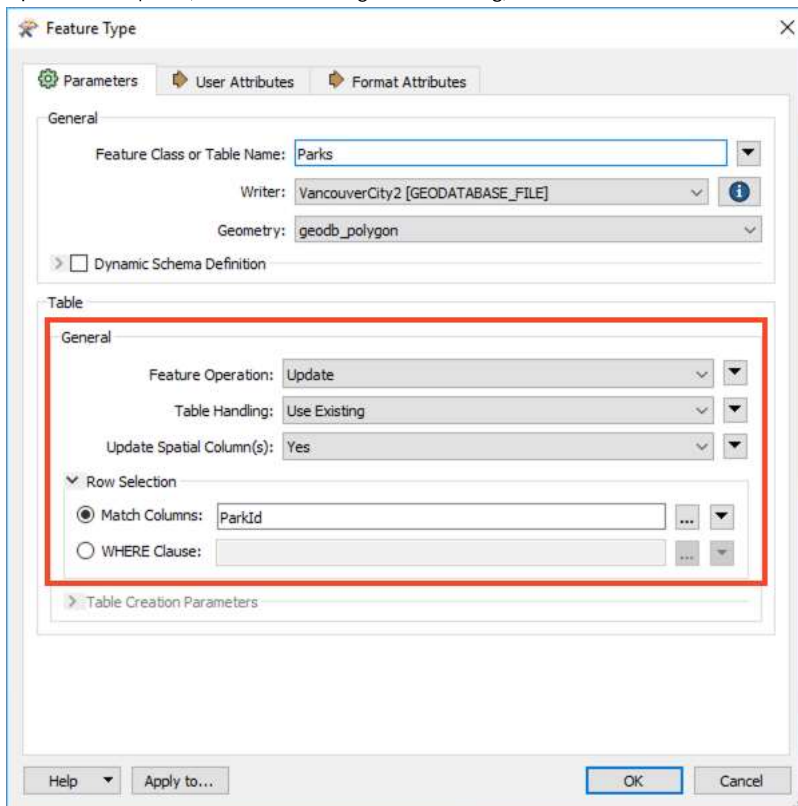 Feature Type
Parameters User Attributes Format Attributes
General
Feature Class or Table Name: Parks
Writer: VancouverCity2 [GEODATABASE_FILE]
Geometry: geodb_polygon
Dynamic Schema Definition
Table
General
Feature Operation: Update
Table Handling: Use Existing
Update Spatial Column(s): Yes
Row Selection
Match Columns: ParkId ...
WHERE Clause: ...
Table Creation Parameters
Help Apply to... OK Cancel